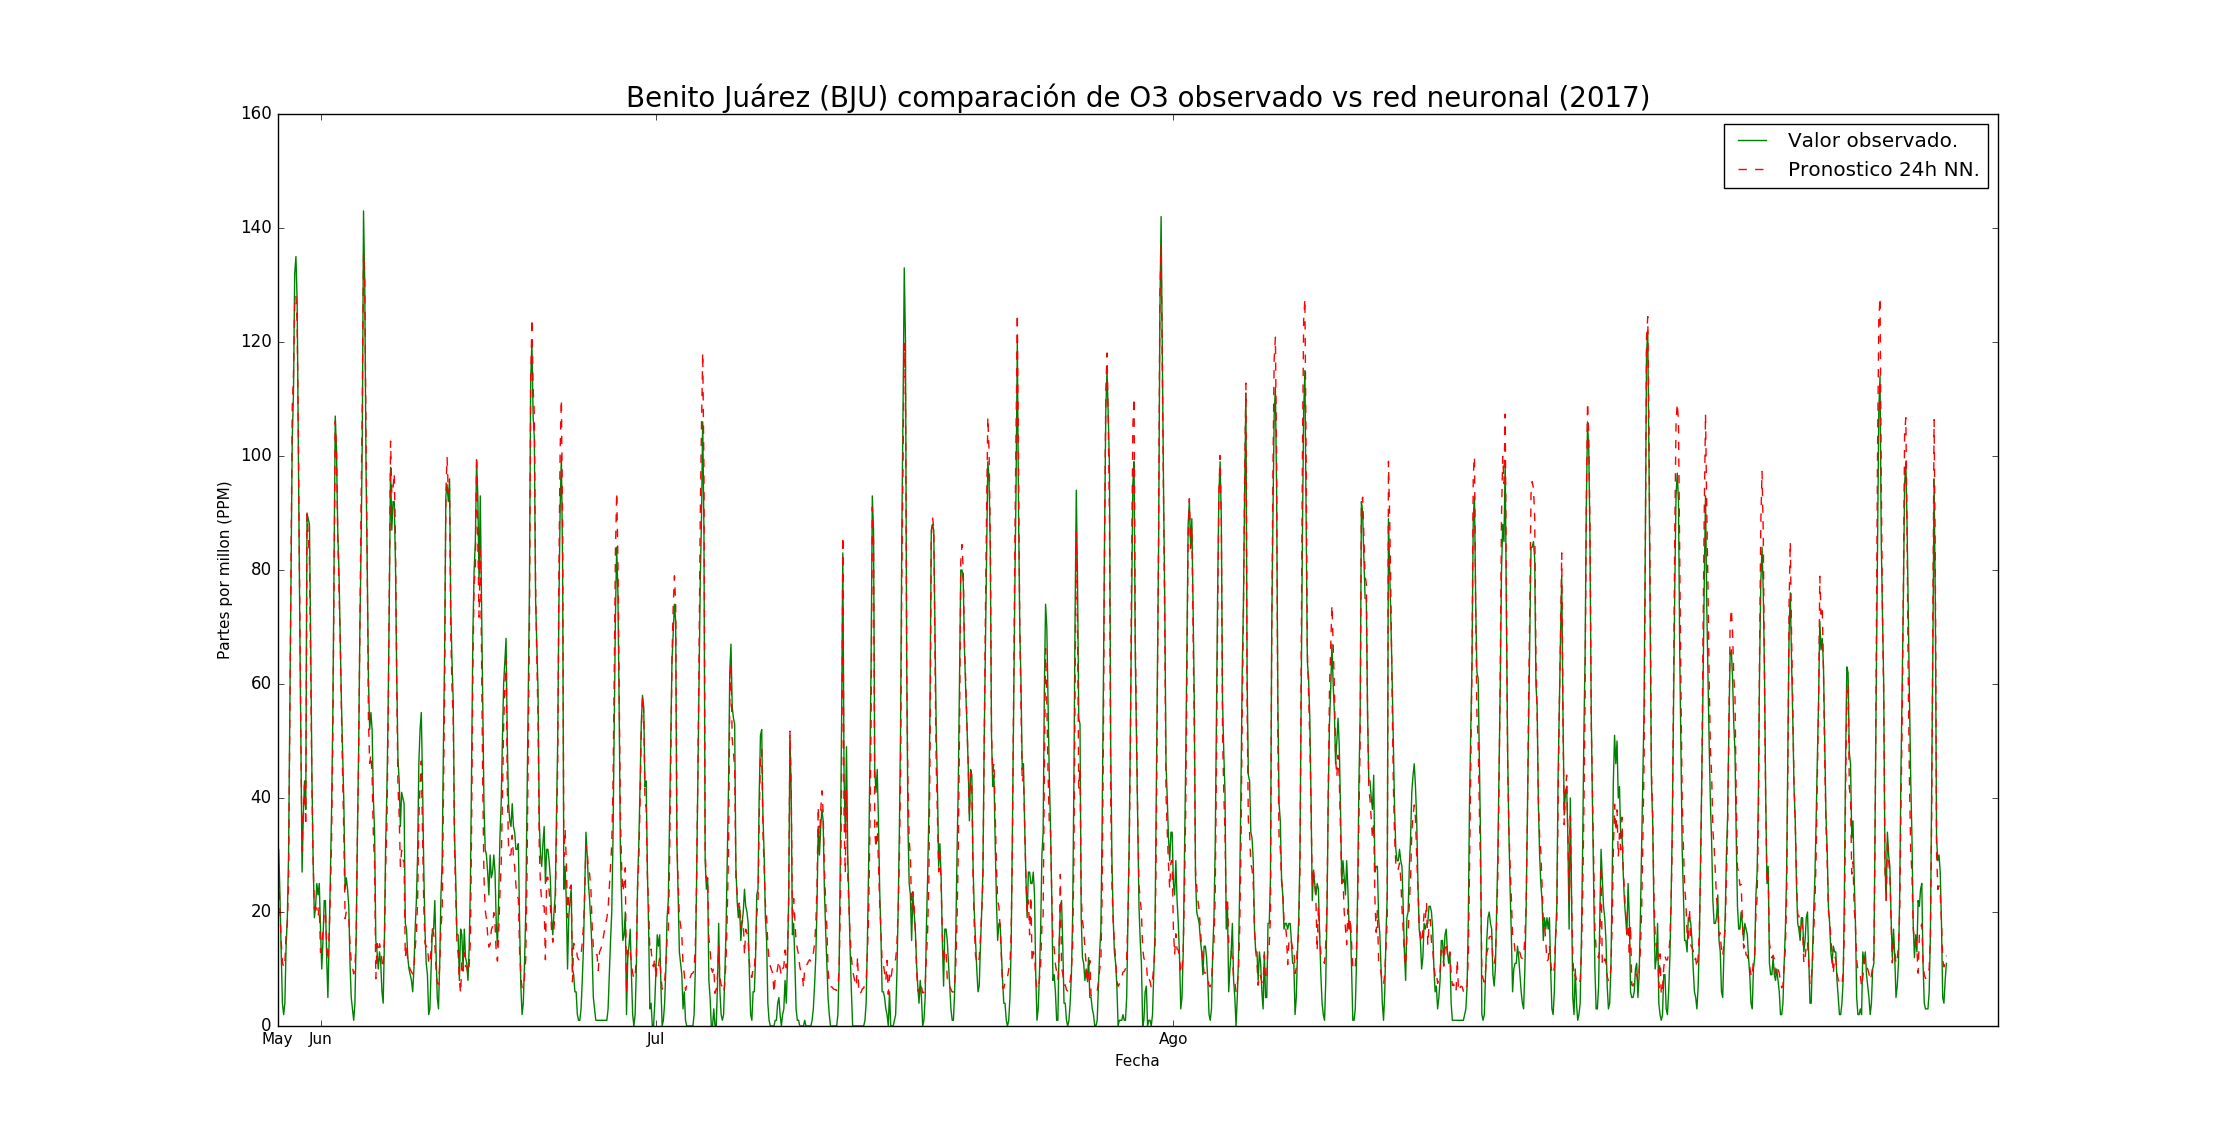 Benito Juárez (BJU) comparación de O3 observado vs red neuronal (2017)
Valor observado.
Pronostico 24h NN.
160
140
120
100
80
60
40
20
0
Partes por millon (PPM)
May Jun Jul Ago
Fecha